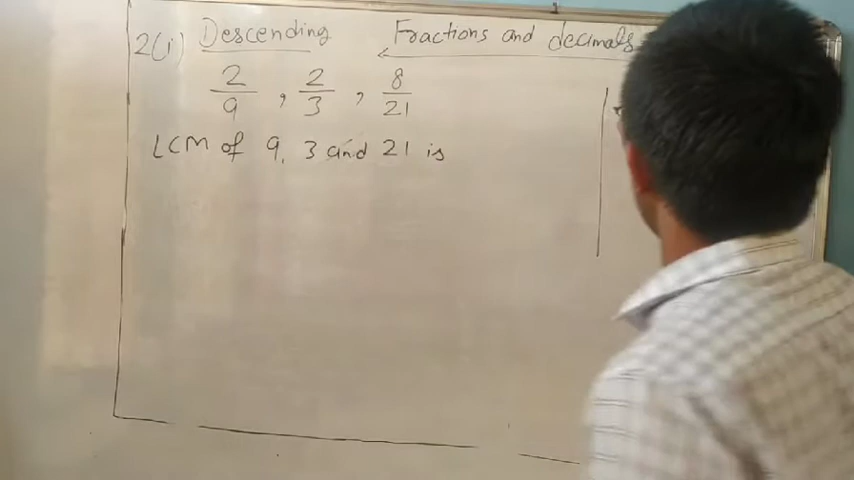 2(i) Descending Fractions and decimals
2/9 , 2/3 , 8/21
LCM of 9, 3 and 21 is